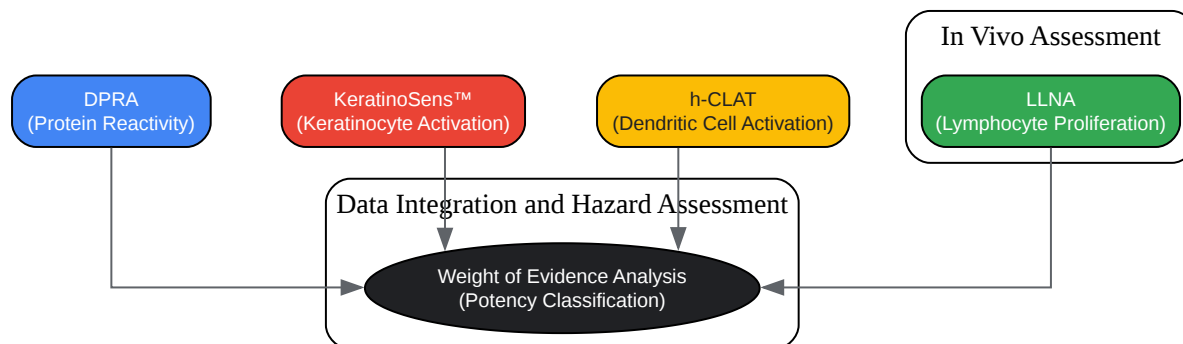 In Vivo Assessment
DPRA
(Protein Reactivity)
KeratinoSens™
(Keratinocyte Activation)
h-CLAT
(Dendritic Cell Activation)
LLNA
(Lymphocyte Proliferation)
Data Integration and Hazard Assessment
Weight of Evidence Analysis
(Potency Classification)